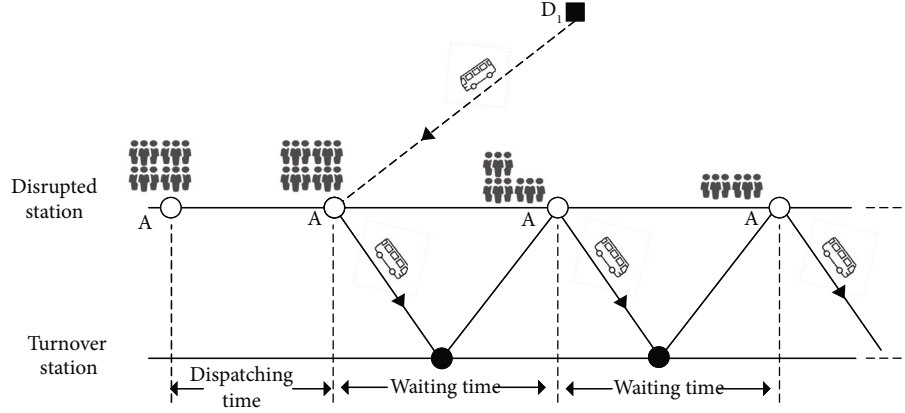 D1
Disrupted
station
A
A
A
A
Turnover
station
Dispatching
time
Waiting time
Waiting time